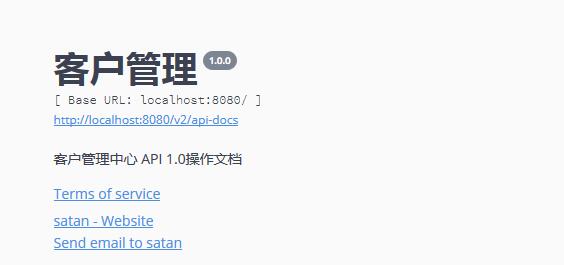 客户管理 1.0.0
[ Base URL: localhost:8080/ ]
http://localhost:8080/v2/api-docs
客户管理中心 API 1.0操作文档
Terms of service
satan - Website
Send email to satan